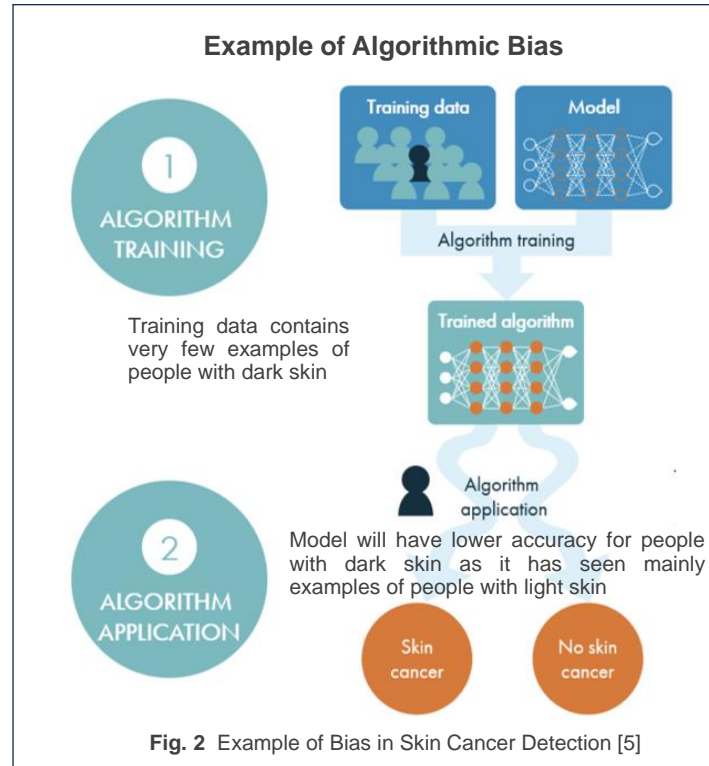 Example of Algorithmic Bias
Training data
Model
1
ALGORITHM
TRAINING
Algorithm training
Training data contains
very few examples of
people with dark skin
Trained algorithm
Algorithm
application
2
ALGORITHM
APPLICATION
Model will have lower accuracy for people
with dark skin as it has seen mainly
examples of people with light skin
Skin
cancer
No skin
cancer
Fig. 2 Example of Bias in Skin Cancer Detection [5]